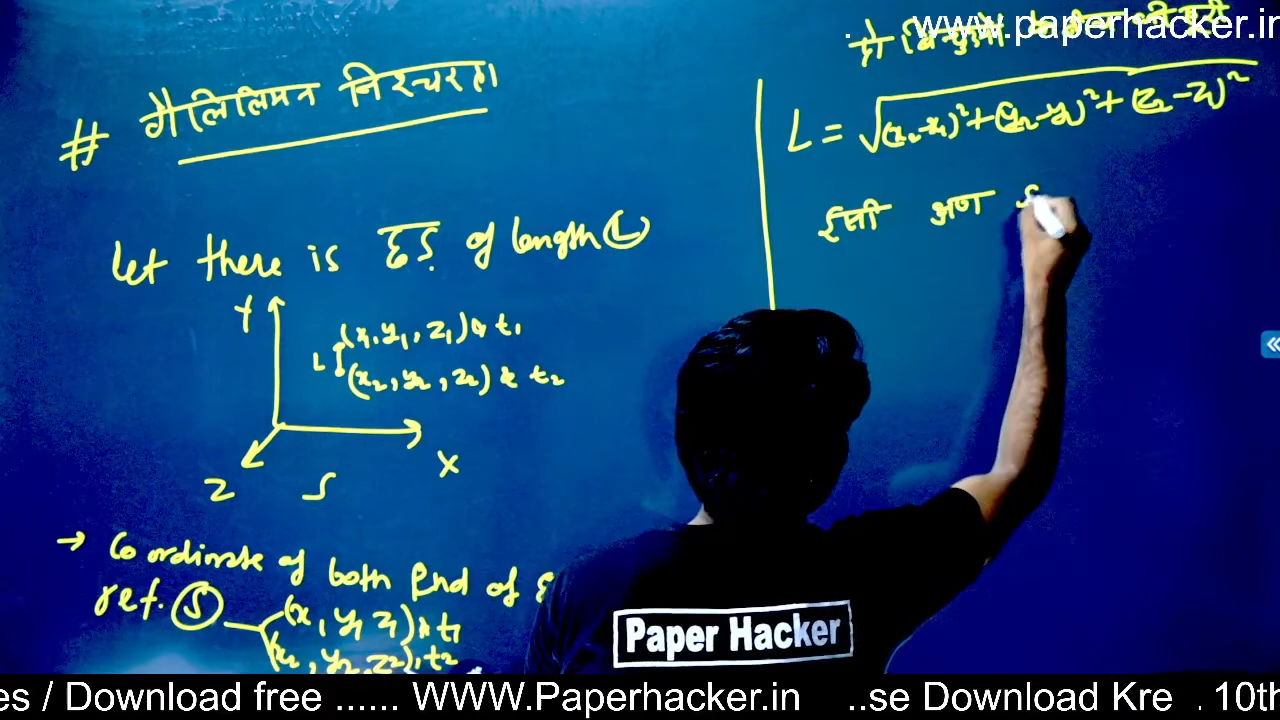 # गैलिलियन निश्चरता
Let there is छड़ of length L
Y
(x₁, y₁, z₁) & t₁
L
(x₂, y₂, z₂) & t₂
X
Z
S
→ Coordinate of both End of
ref. S
(x₁, y₁ z₁) & t₁
(x₂, y₂, z₂), t₂
www.paperhacker.in
L = √(x₂-x₁)²+(y₂-y₁)²+(z₂-z₁)²
इसी क्षण
Paper Hacker
es / Download free ...... WWW.Paperhacker.in ..se Download Kre . 10th